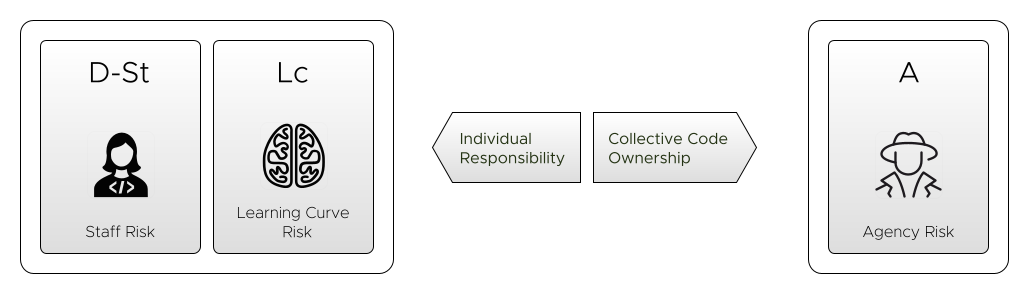 D-St
</>
Staff Risk
Lc
Learning Curve
Risk
Individual
Responsibility
Collective Code
Ownership
A
Agency Risk